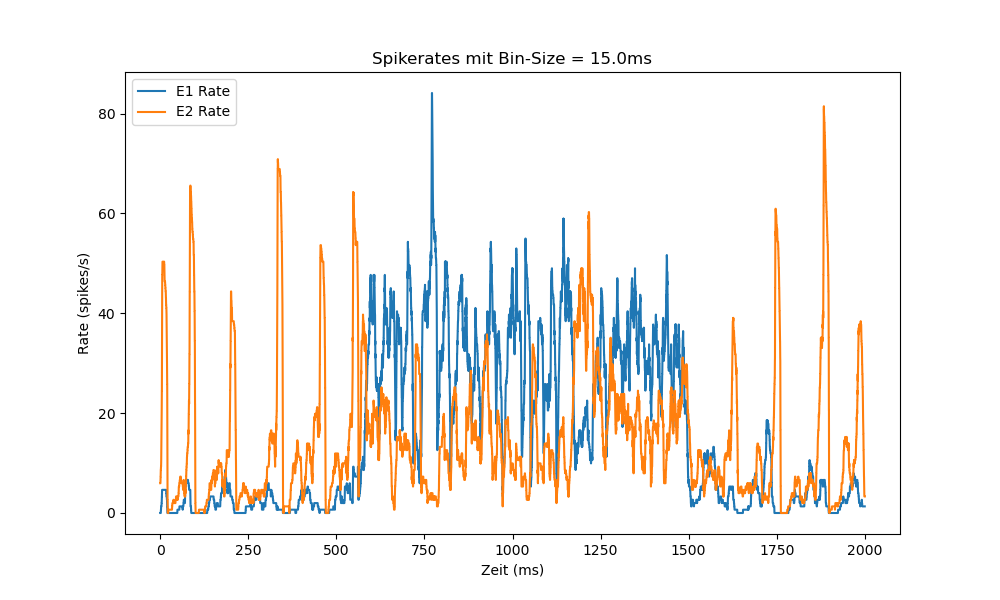 Spikerates mit Bin-Size = 15.0ms
E1 Rate
E2 Rate
80
60
40
20
0
Rate (spikes/s)
0 250 500 750 1000 1250 1500 1750 2000
Zeit (ms)